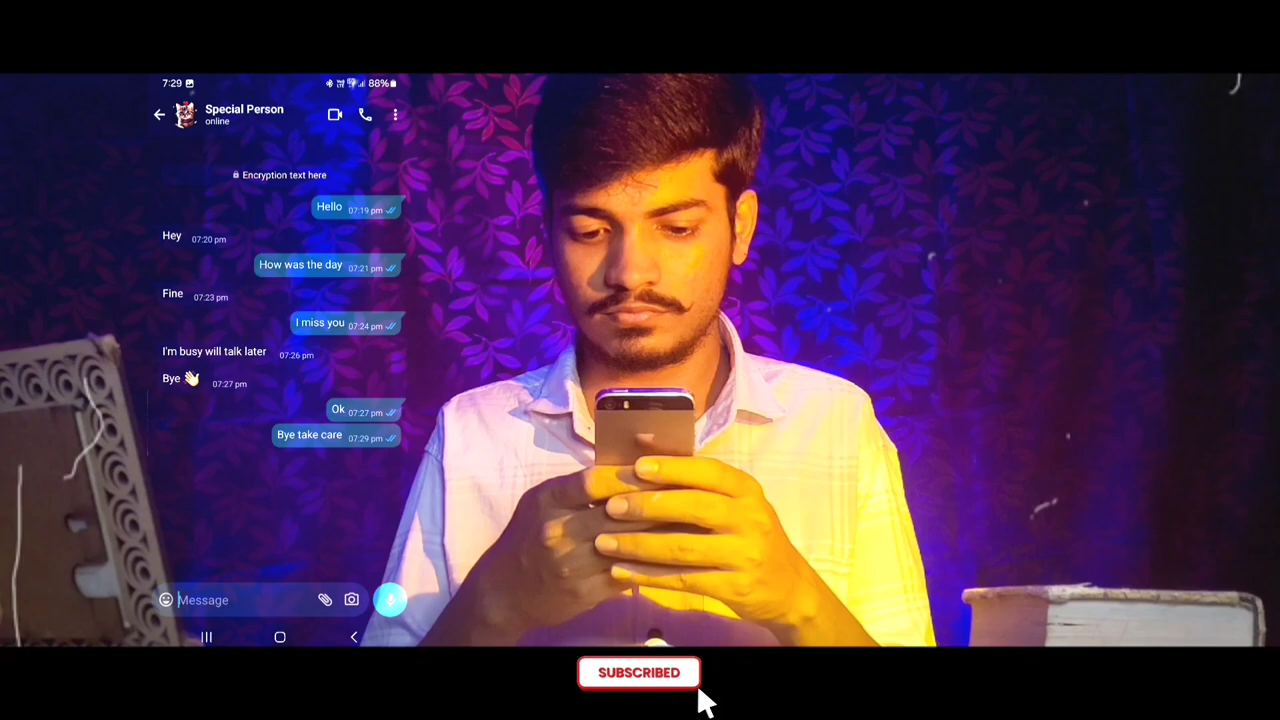 7:29
88%
Special Person
online
Encryption text here
Hello 07:19 pm
Hey 07:20 pm
How was the day 07:21 pm
Fine 07:23 pm
I miss you 07:24 pm
I'm busy will talk later 07:26 pm
Bye 👋🏻 07:27 pm
Ok 07:27 pm
Bye take care 07:29 pm
Message
SUBSCRIBED